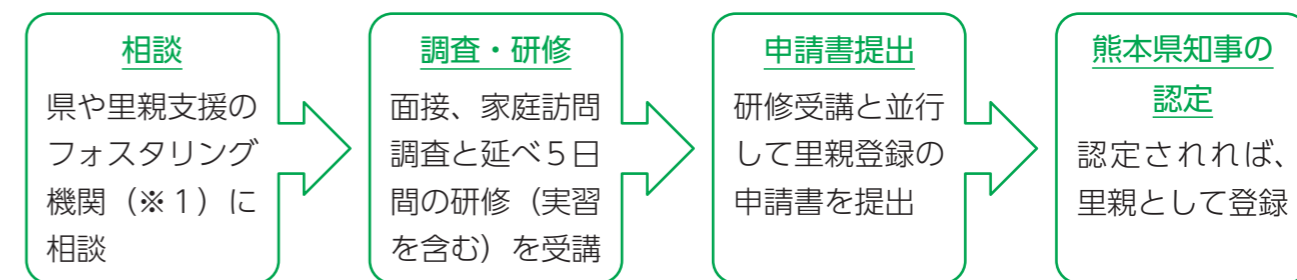 相談
県や里親支援の
フォスタリング
機関（※１）に
相談
調査・研修
面接、家庭訪問
調査と延べ５日
間の研修（実習
を含む）を受講
申請書提出
研修受講と並行
して里親登録の
申請書を提出
熊本県知事の
認定
認定されれば、
里親として登録